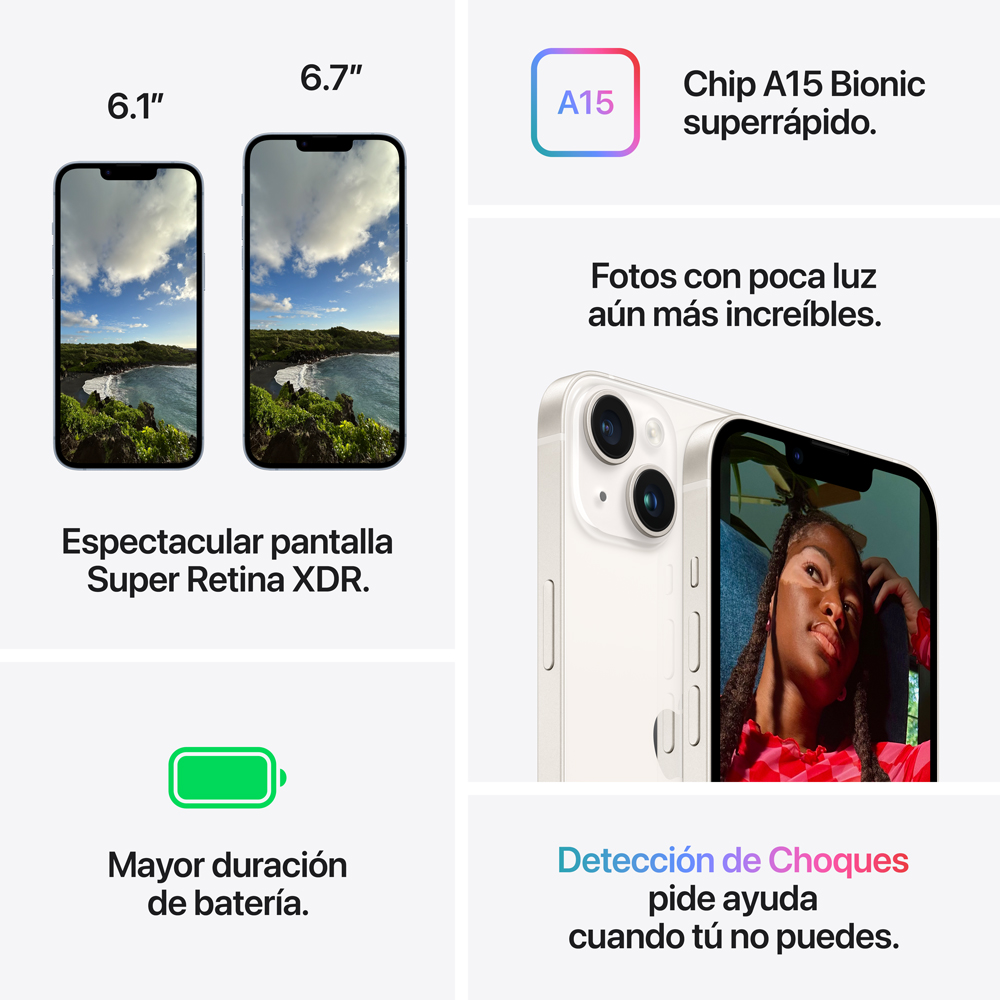 6.1”
6.7”
Espectacular pantalla
Super Retina XDR.
A15
Chip A15 Bionic
superrápido.
Fotos con poca luz
aún más increíbles.
Mayor duración
de batería.
Detección de Choques
pide ayuda
cuando tú no puedes.